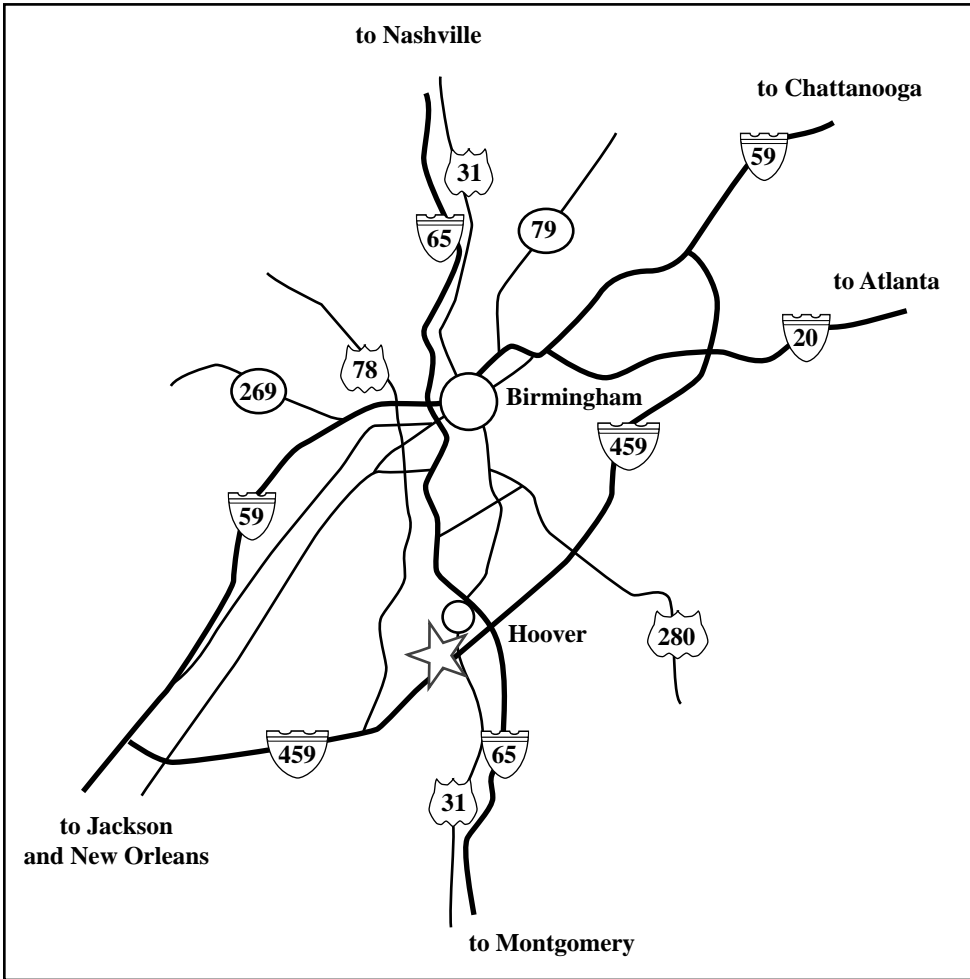 to Nashville
to Chattanooga
59
31
79
65
to Atlanta
20
78
269
Birmingham
459
59
Hoover
280
459
65
31
to Jackson
and New Orleans
to Montgomery